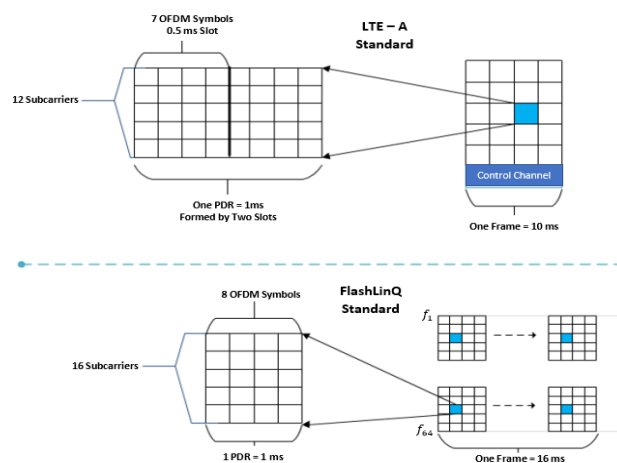 7 OFDM Symbols
0.5 ms Slot
LTE – A
Standard
12 Subcarriers
Control Channel
One PDR = 1ms
Formed by Two Slots
One Frame = 10 ms
8 OFDM Symbols
FlashLinQ
Standard
f1
16 Subcarriers
f64
1 PDR = 1 ms
One Frame = 16 ms